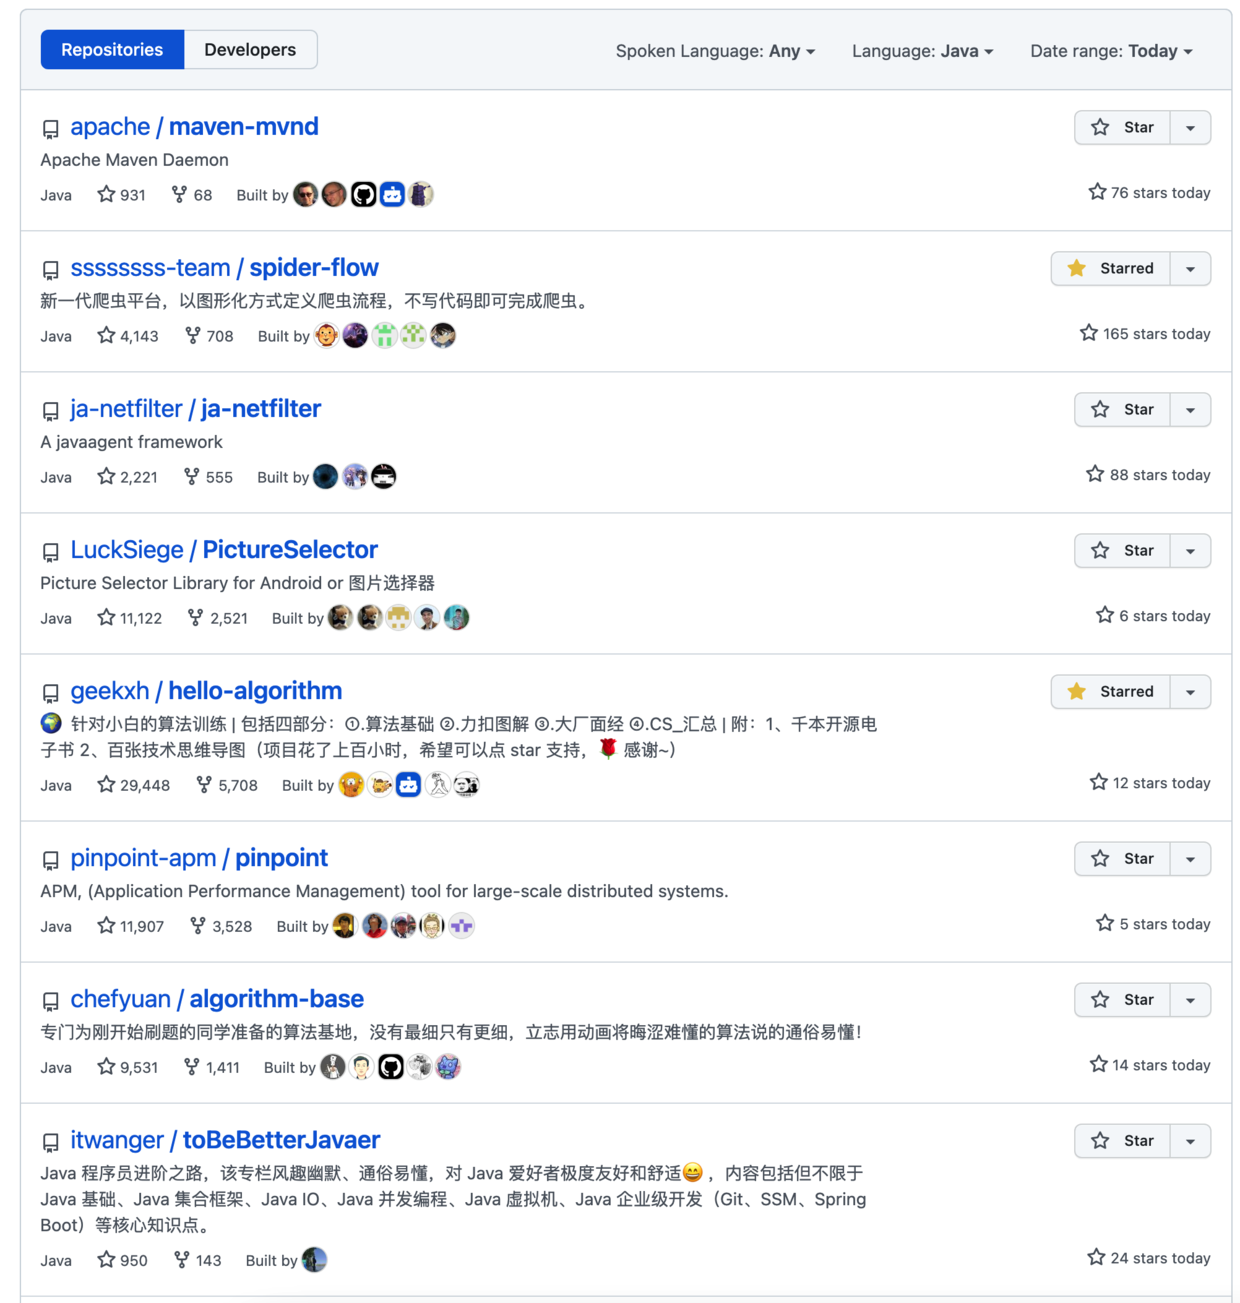 Repositories Developers Spoken Language: Any Language: Java Date range: Today
apache / maven-mvnd Star
Apache Maven Daemon
Java 931 68 Built by 76 stars today
ssssssss-team / spider-flow Starred
新一代爬虫平台，以图形化方式定义爬虫流程，不写代码即可完成爬虫。
Java 4,143 708 Built by 165 stars today
ja-netfilter / ja-netfilter Star
A javaagent framework
Java 2,221 555 Built by 88 stars today
LuckSiege / PictureSelector Star
Picture Selector Library for Android or 图片选择器
Java 11,122 2,521 Built by 6 stars today
geekxh / hello-algorithm Starred
🌍 针对小白的算法训练 | 包括四部分：①.算法基础 ②.力扣图解 ③.大厂面经 ④.CS_汇总 | 附：1、千本开源电
子书 2、百张技术思维导图（项目花了上百小时，希望可以点 star 支持，🌹 感谢~）
Java 29,448 5,708 Built by 12 stars today
pinpoint-apm / pinpoint Star
APM, (Application Performance Management) tool for large-scale distributed systems.
Java 11,907 3,528 Built by 5 stars today
chefyuan / algorithm-base Star
专门为刚开始刷题的同学准备的算法基地，没有最细只有更细，立志用动画将晦涩难懂的算法说的通俗易懂！
Java 9,531 1,411 Built by 14 stars today
itwanger / toBeBetterJavaer Star
Java 程序员进阶之路，该专栏风趣幽默、通俗易懂，对 Java 爱好者极度友好和舒适😄，内容包括但不限于
Java 基础、Java 集合框架、Java IO、Java 并发编程、Java 虚拟机、Java 企业级开发（Git、SSM、Spring
Boot）等核心知识点。
Java 950 143 Built by 24 stars today